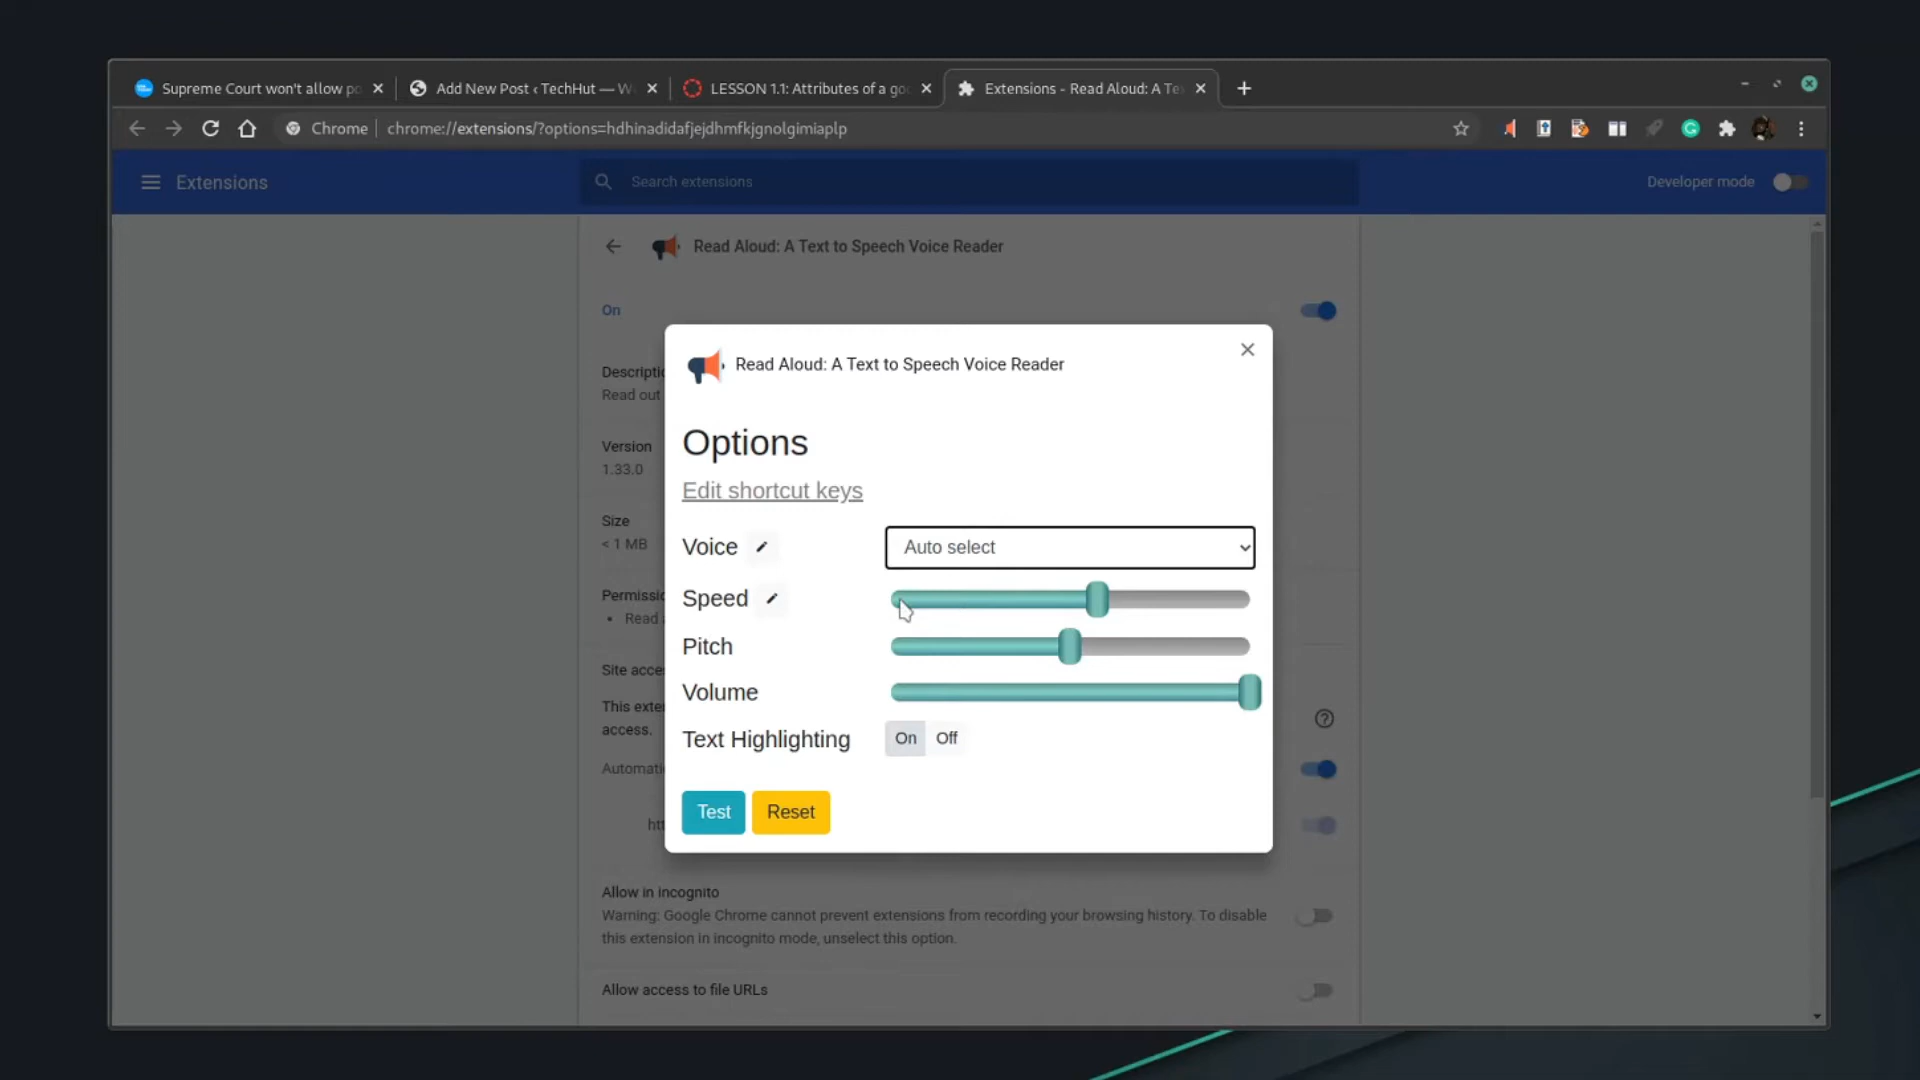 Supreme Court won't allow po
Add New Post ‹ TechHut — W
LESSON 1.1: Attributes of a go
Extensions - Read Aloud: A Te
Chrome
chrome://extensions/?options=hdhinadidafjejdhmfkjgnolgimiaplp
Extensions
Search extensions
Developer mode
Read Aloud: A Text to Speech Voice Reader
On
Descripti
Read out
Version
1.33.0
Size
< 1 MB
Permissi
Read
Site acce
This exte
access.
Automati
htt
Read Aloud: A Text to Speech Voice Reader
Options
Edit shortcut keys
Voice
Auto select
Speed
Pitch
Volume
Text Highlighting On Off
Test Reset
Allow in incognito
Warning: Google Chrome cannot prevent extensions from recording your browsing history. To disable
this extension in incognito mode, unselect this option.
Allow access to file URLs